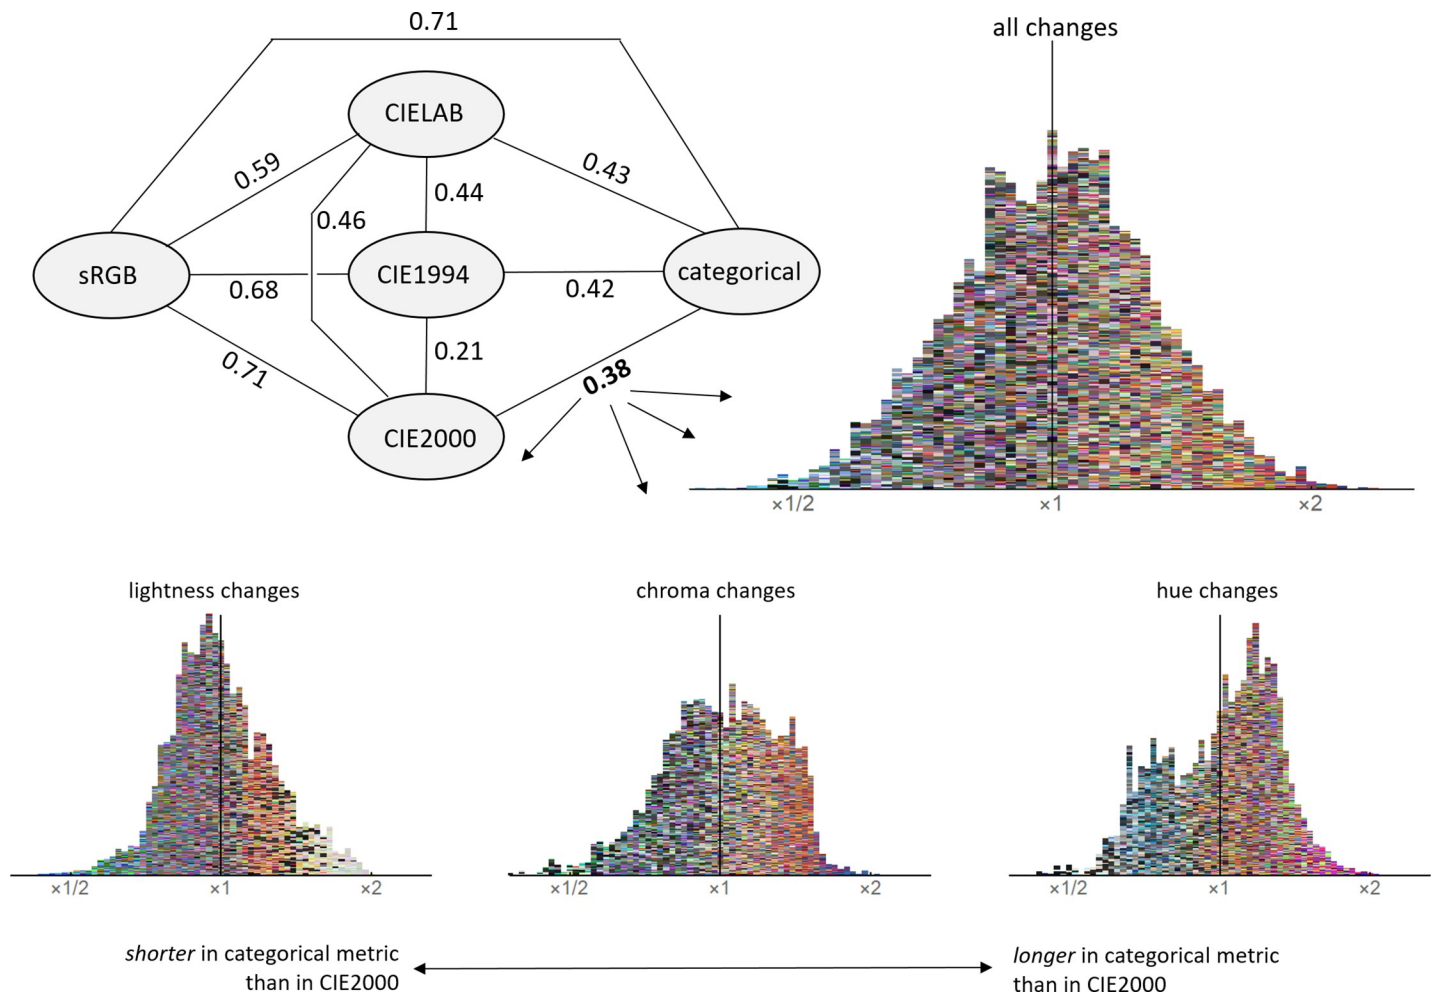 0.71
all changes
CIELAB
0.59
0.43
0.44
0.46
sRGB
CIE1994
categorical
0.68
0.42
0.21
0.71
0.38
CIE2000
×1/2
×1
×2
lightness changes
chroma changes
hue changes
×1/2
×1
×2
×1/2
×1
×2
×1/2
×1
×2
shorter in categorical metric
than in CIE2000
longer in categorical metric
than in CIE2000